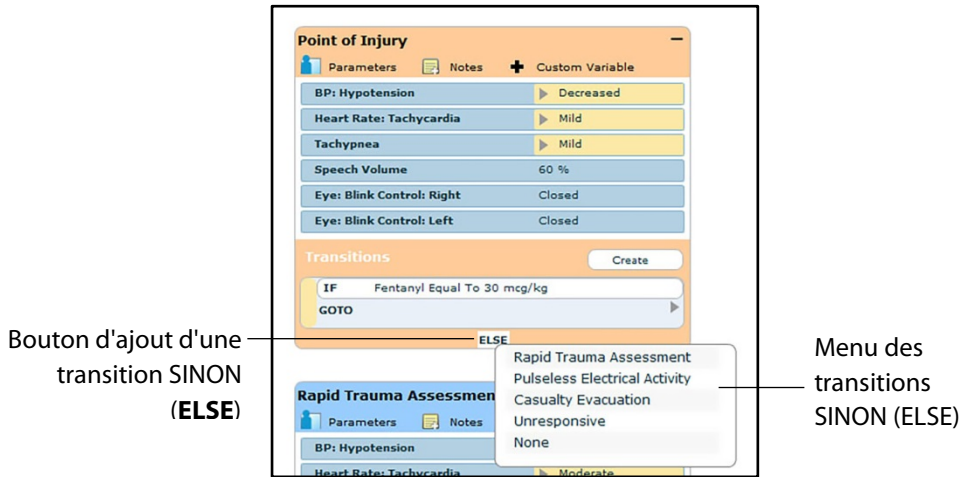 Point of Injury
Parameters Notes Custom Variable
BP: Hypotension Decreased
Heart Rate: Tachycardia Mild
Tachypnea Mild
Speech Volume 60 %
Eye: Blink Control: Right Closed
Eye: Blink Control: Left Closed
Transitions Create
IF Fentanyl Equal To 30 mcg/kg
GOTO
ELSE
Bouton d'ajout d'une
transition SINON
(ELSE)
Rapid Trauma Assessment
Pulseless Electrical Activity
Casualty Evacuation
Unresponsive
None
Menu des
transitions
SINON (ELSE)
Rapid Trauma Assessmen
Parameters Notes
BP: Hypotension
Heart Rate: Tachycardia Moderate